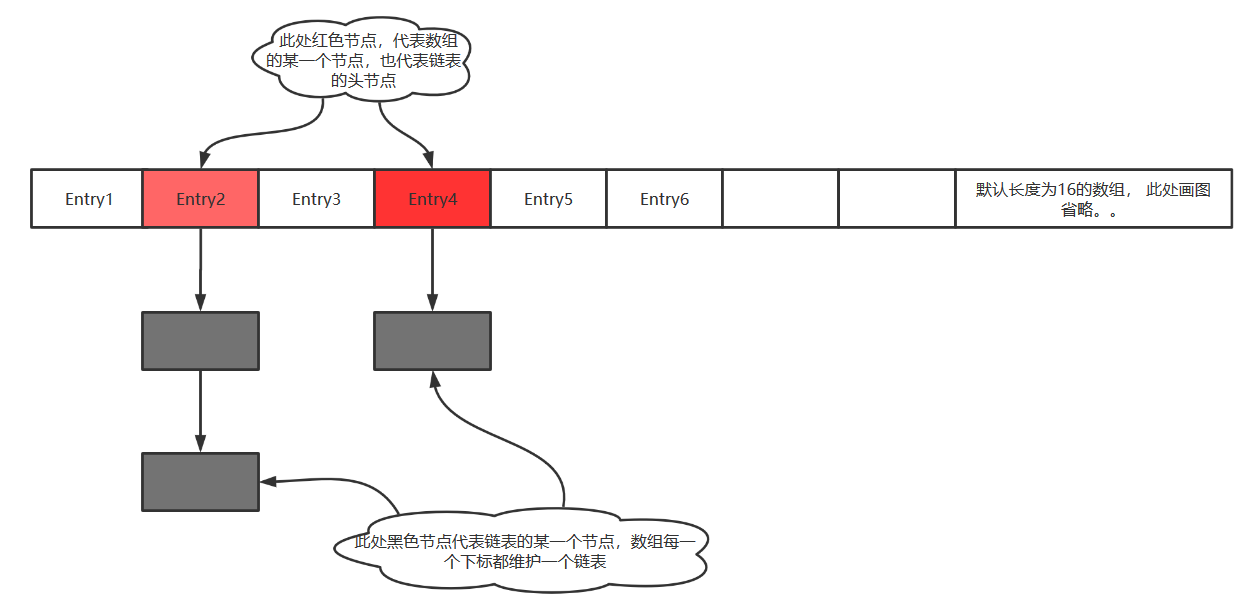 此处红色节点，代表数组
的某一个节点，也代表链表
的头节点
Entry1
Entry2
Entry3
Entry4
Entry5
Entry6
默认长度为16的数组， 此处画图
省略。。
此处黑色节点代表链表的某一个节点，数组每一
个下标都维护一个链表